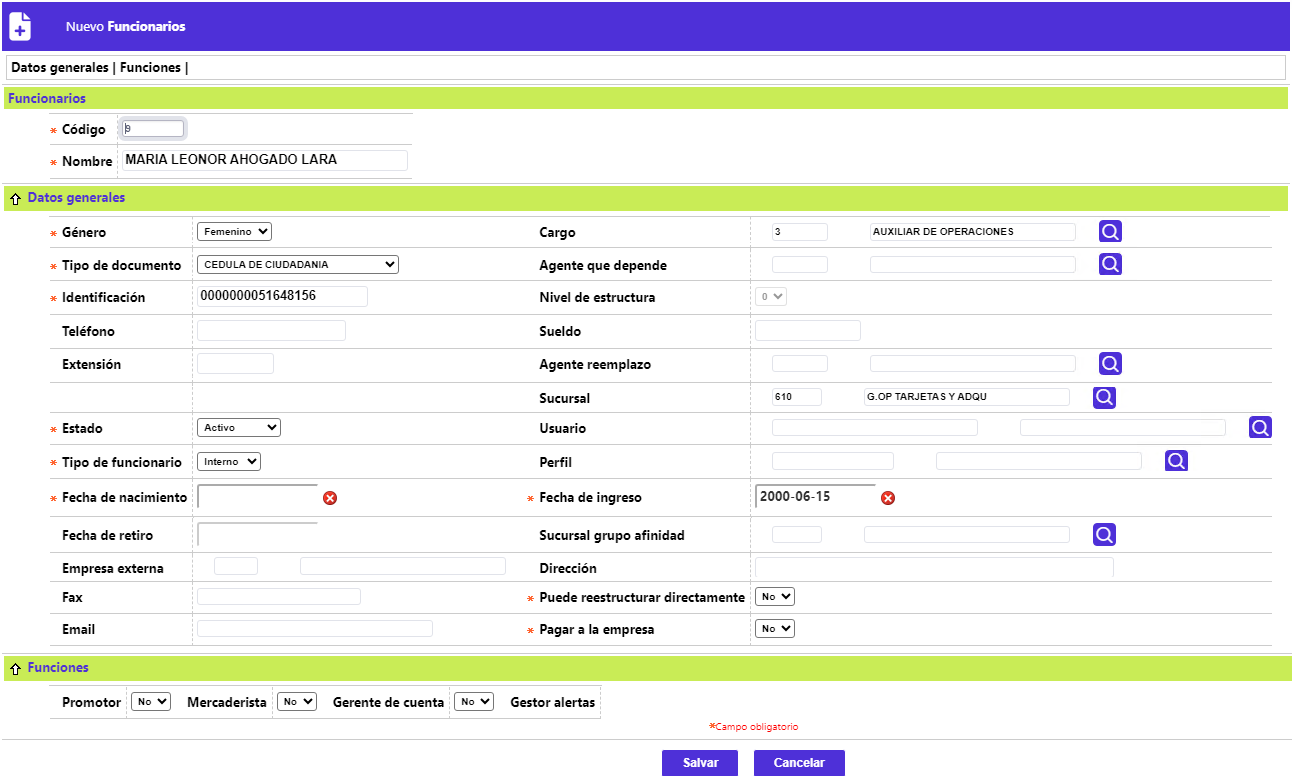 Nuevo Funcionarios
Datos generales | Funciones |
Funcionarios
* Código 9
* Nombre MARIA LEONOR AHOGADO LARA
Datos generales
* Género Femenino Cargo 3 AUXILIAR DE OPERACIONES
* Tipo de documento CEDULA DE CIUDADANIA Agente que depende
* Identificación 0000000051648156 Nivel de estructura 0
Teléfono Sueldo
Extensión Agente reemplazo
Sucursal 610 G.OP TARJETAS Y ADQU
* Estado Activo Usuario
* Tipo de funcionario Interno Perfil
* Fecha de nacimiento * Fecha de ingreso 2000-06-15
Fecha de retiro Sucursal grupo afinidad
Empresa externa Dirección
Fax * Puede reestructurar directamente No
Email * Pagar a la empresa No
Funciones
Promotor No Mercaderista No Gerente de cuenta No Gestor alertas
*Campo obligatorio
Salvar Cancelar